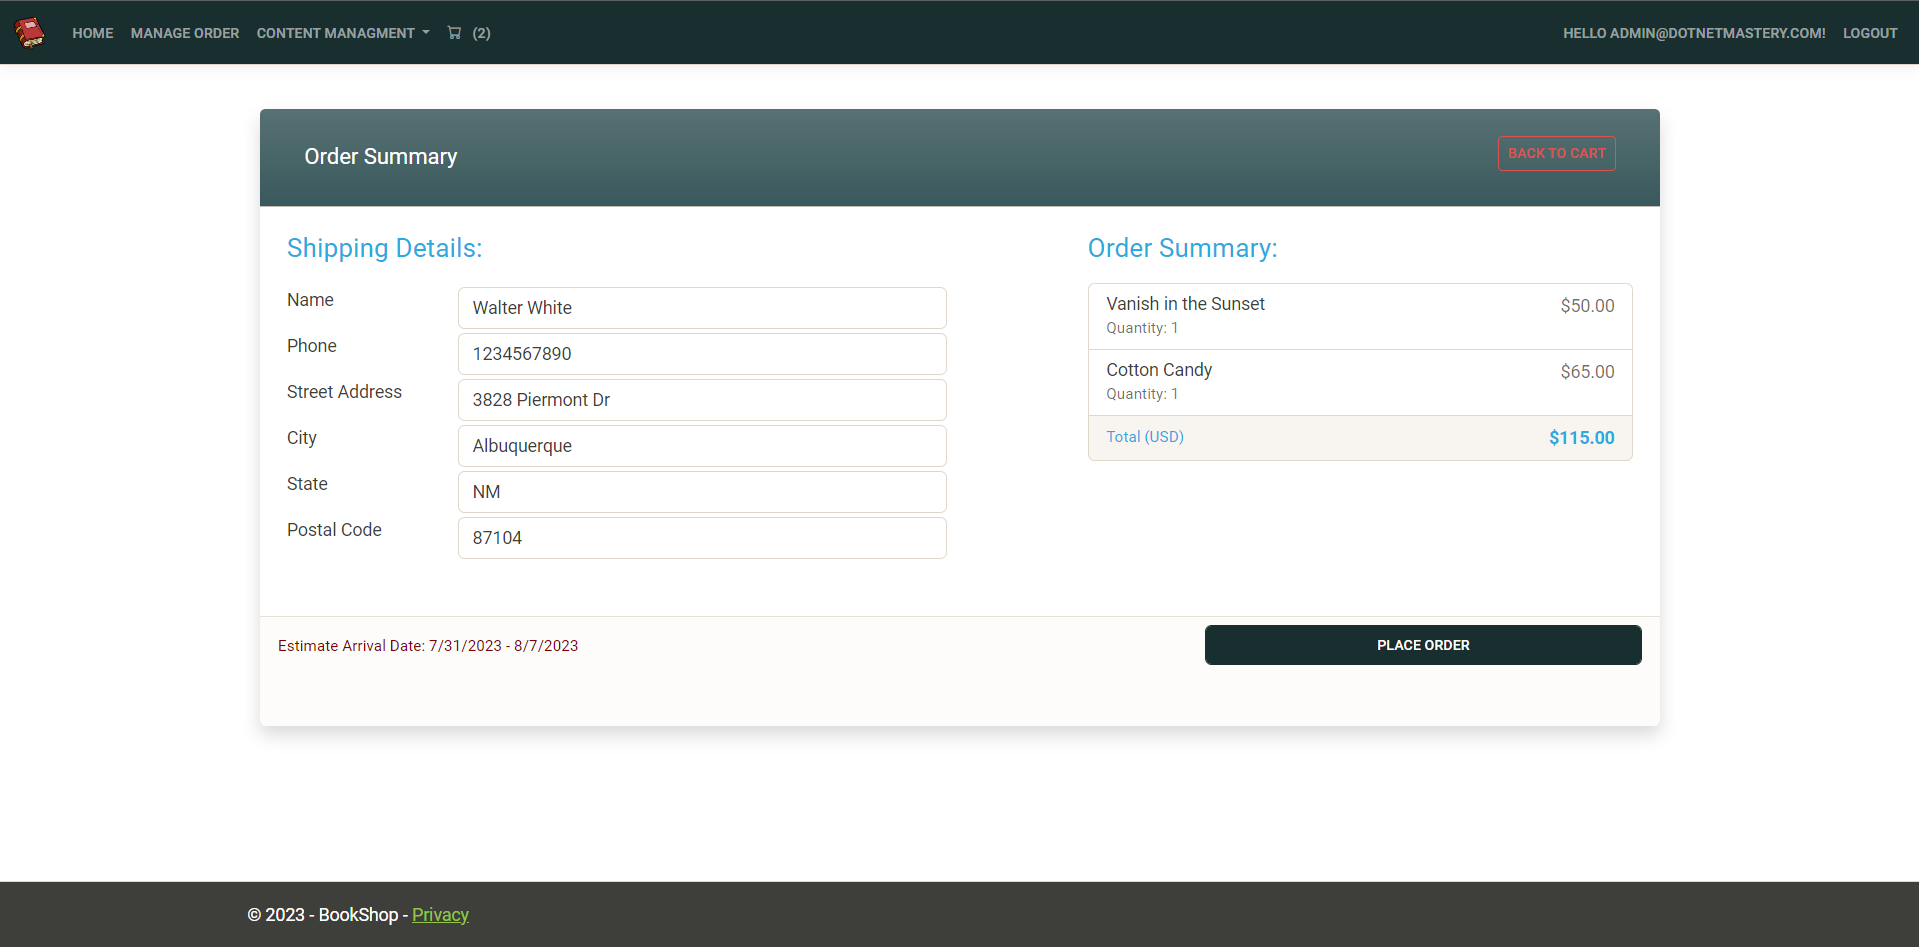 HOME MANAGE ORDER CONTENT MANAGMENT (2) HELLO ADMIN@DOTNETMASTERY.COM! LOGOUT
Order Summary BACK TO CART
Shipping Details:
Name Walter White
Phone 1234567890
Street Address 3828 Piermont Dr
City Albuquerque
State NM
Postal Code 87104
Order Summary:
Vanish in the Sunset $50.00
Quantity: 1
Cotton Candy $65.00
Quantity: 1
Total (USD) $115.00
Estimate Arrival Date: 7/31/2023 - 8/7/2023 PLACE ORDER
© 2023 - BookShop - Privacy